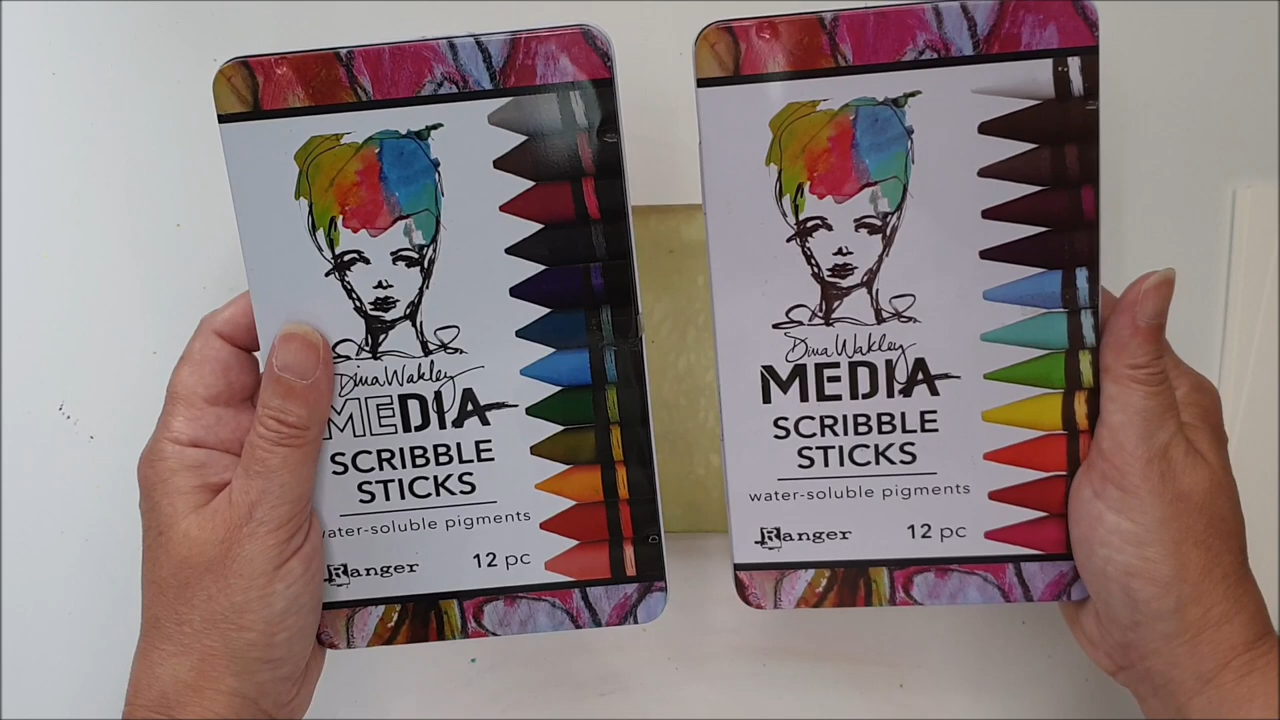 Dina Wakley
MEDIA
SCRIBBLE
STICKS
water-soluble pigments
Ranger
12 pc
Dina Wakley
MEDIA
SCRIBBLE
STICKS
water-soluble pigments
Ranger
12 pc